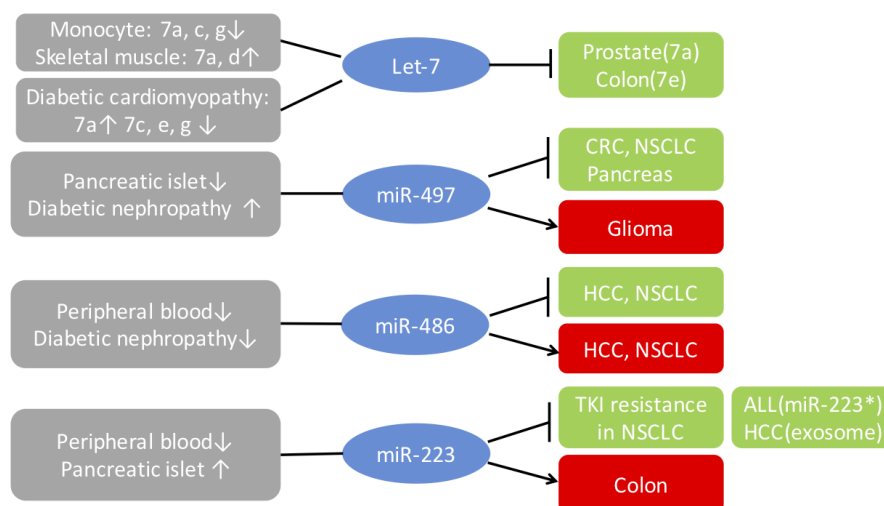 Monocyte: 7a, c, g↓
Skeletal muscle: 7a, d↑
Diabetic cardiomyopathy:
7a↑ 7c, e, g ↓
Let-7
Prostate(7a)
Colon(7e)
Pancreatic islet↓
Diabetic nephropathy ↑
miR-497
CRC, NSCLC
Pancreas
Glioma
Peripheral blood↓
Diabetic nephropathy↓
miR-486
HCC, NSCLC
HCC, NSCLC
Peripheral blood↓
Pancreatic islet ↑
miR-223
TKI resistance
in NSCLC
ALL(miR-223*)
HCC(exosome)
Colon